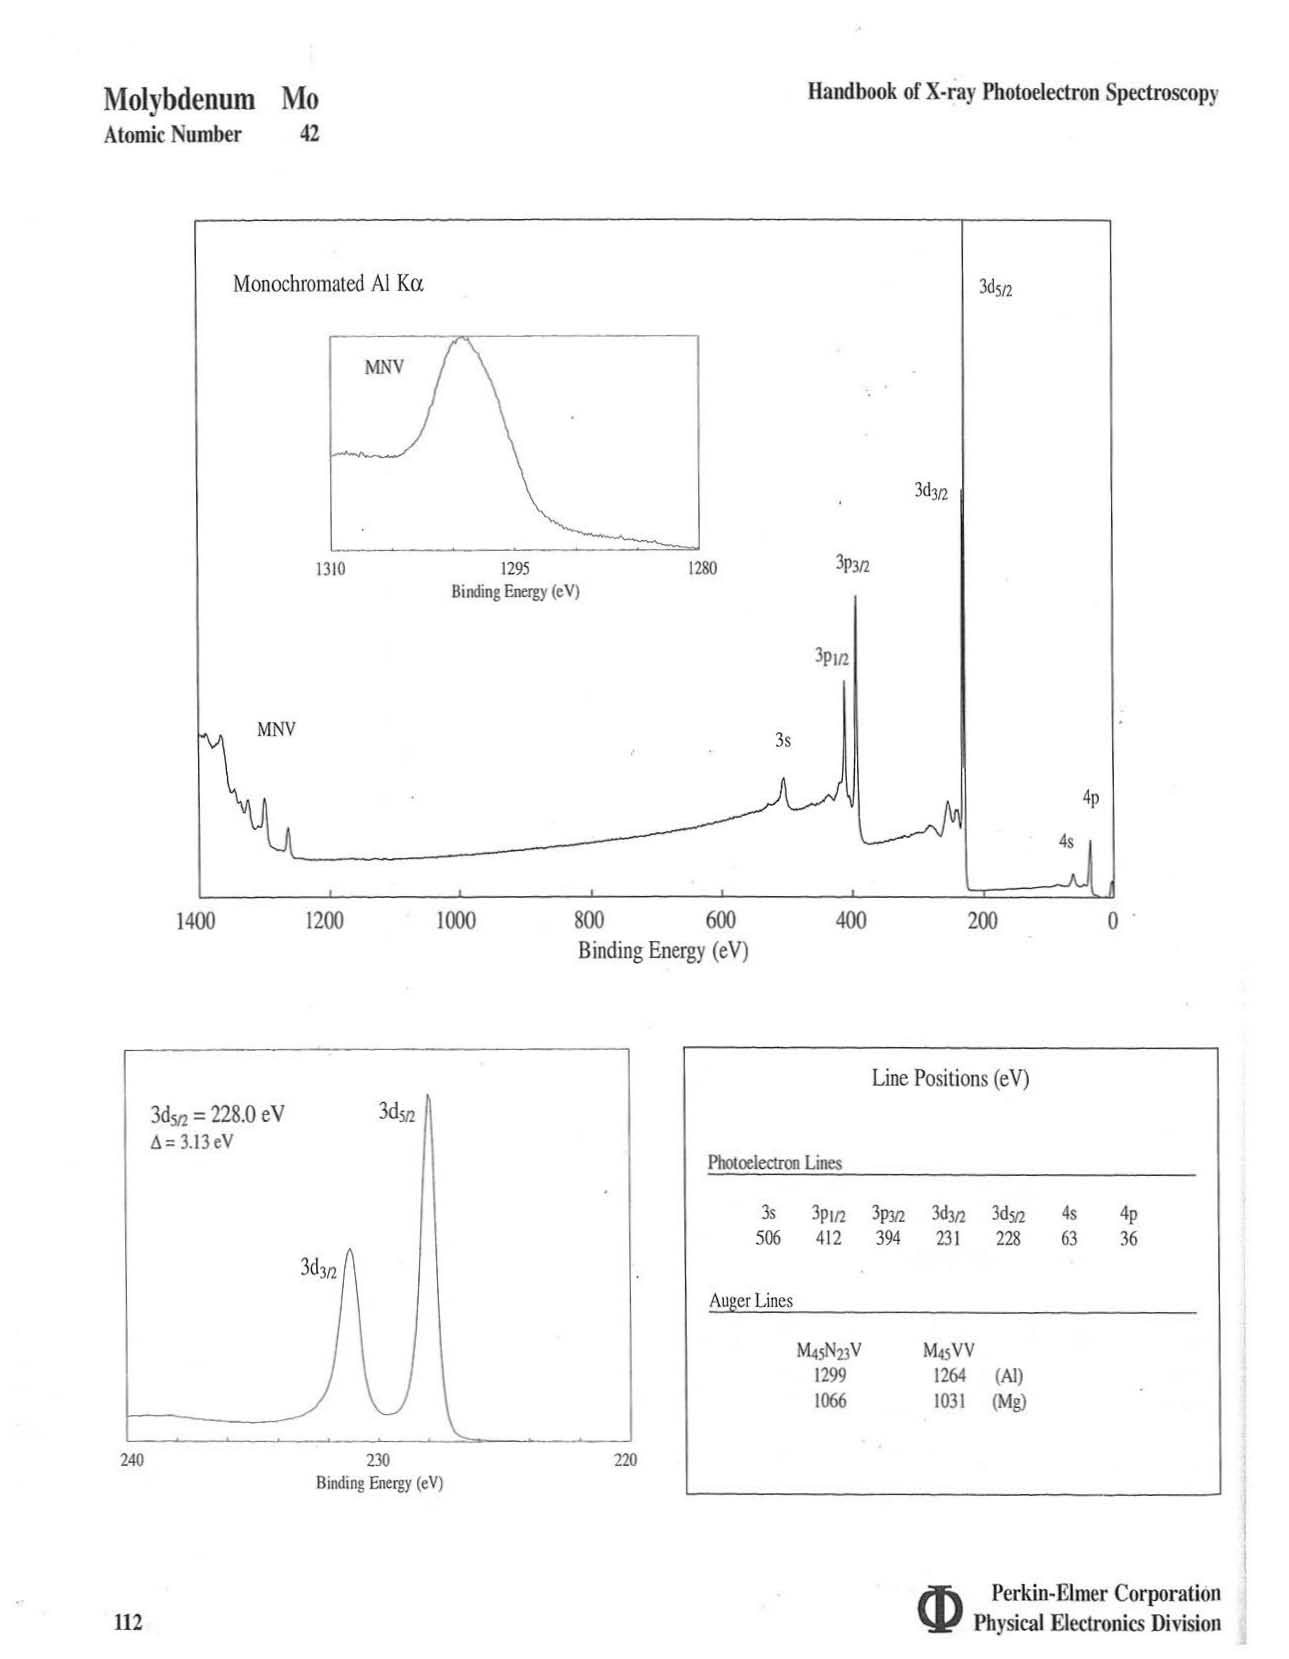 Molybdenum Mo
Atomic Number 42
Handbook of X-ray Photoelectron Spectroscopy
Monochromated Al Kα
3d5/2
MNV
1310 1295 1280
Binding Energy (eV)
3d3/2
3p3/2
3p1/2
MNV
3s
4p
4s
1400 1200 1000 800 600 400 200 0
Binding Energy (eV)
3d5/2 = 228.0 eV
Δ = 3.13 eV
3d5/2
3d3/2
240 230 220
Binding Energy (eV)
Line Positions (eV)
Photoelectron Lines
3s 3p1/2 3p3/2 3d3/2 3d5/2 4s 4p
506 412 394 231 228 63 36
Auger Lines
M45N23V M45VV
1299 1264 (Al)
1066 1031 (Mg)
112
Perkin-Elmer Corporation
Physical Electronics Division